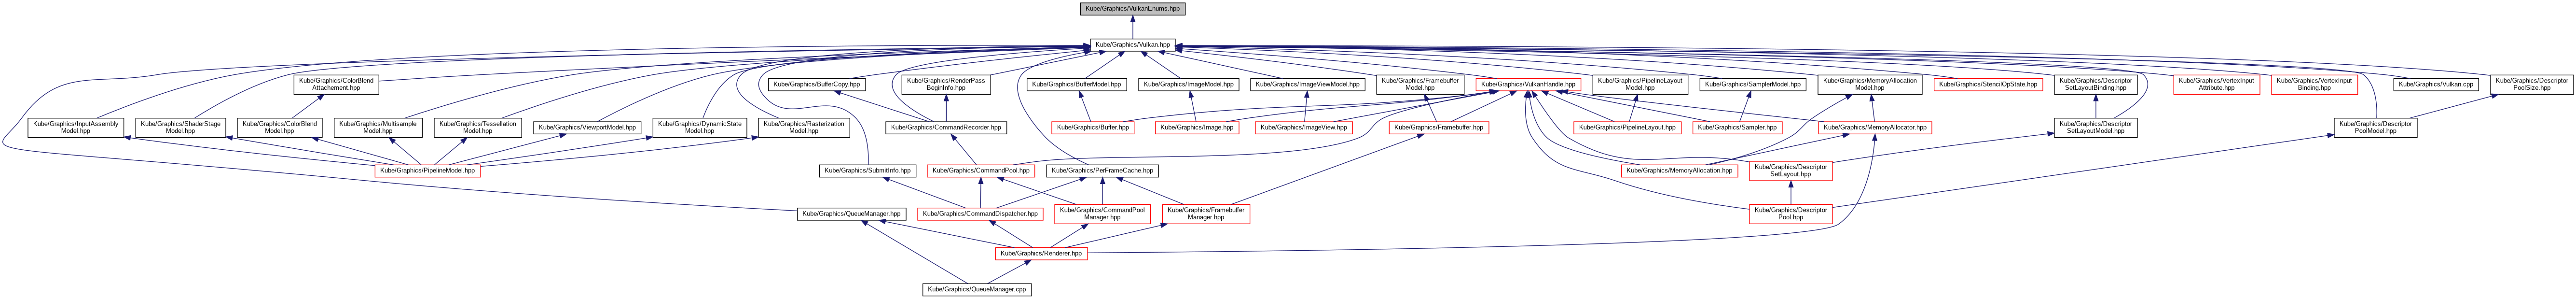 Kube/Graphics/VulkanEnums.hpp
Kube/Graphics/Vulkan.hpp
Kube/Graphics/ColorBlend
Attachement.hpp
Kube/Graphics/BufferCopy.hpp
Kube/Graphics/RenderPass
BeginInfo.hpp
Kube/Graphics/BufferModel.hpp
Kube/Graphics/ImageModel.hpp
Kube/Graphics/ImageViewModel.hpp
Kube/Graphics/Framebuffer
Model.hpp
Kube/Graphics/VulkanHandle.hpp
Kube/Graphics/PipelineLayout
Model.hpp
Kube/Graphics/SamplerModel.hpp
Kube/Graphics/MemoryAllocation
Model.hpp
Kube/Graphics/StencilOpState.hpp
Kube/Graphics/Descriptor
SetLayoutBinding.hpp
Kube/Graphics/VertexInput
Attribute.hpp
Kube/Graphics/VertexInput
Binding.hpp
Kube/Graphics/Vulkan.cpp
Kube/Graphics/Descriptor
PoolSize.hpp
Kube/Graphics/InputAssembly
Model.hpp
Kube/Graphics/ShaderStage
Model.hpp
Kube/Graphics/ColorBlend
Model.hpp
Kube/Graphics/Multisample
Model.hpp
Kube/Graphics/Tessellation
Model.hpp
Kube/Graphics/ViewportModel.hpp
Kube/Graphics/DynamicState
Model.hpp
Kube/Graphics/Rasterization
Model.hpp
Kube/Graphics/CommandRecorder.hpp
Kube/Graphics/Buffer.hpp
Kube/Graphics/Image.hpp
Kube/Graphics/ImageView.hpp
Kube/Graphics/Framebuffer.hpp
Kube/Graphics/PipelineLayout.hpp
Kube/Graphics/Sampler.hpp
Kube/Graphics/MemoryAllocator.hpp
Kube/Graphics/Descriptor
SetLayoutModel.hpp
Kube/Graphics/Descriptor
PoolModel.hpp
Kube/Graphics/PipelineModel.hpp
Kube/Graphics/SubmitInfo.hpp
Kube/Graphics/CommandPool.hpp
Kube/Graphics/PerFrameCache.hpp
Kube/Graphics/MemoryAllocation.hpp
Kube/Graphics/Descriptor
SetLayout.hpp
Kube/Graphics/QueueManager.hpp
Kube/Graphics/CommandDispatcher.hpp
Kube/Graphics/CommandPool
Manager.hpp
Kube/Graphics/Framebuffer
Manager.hpp
Kube/Graphics/Descriptor
Pool.hpp
Kube/Graphics/Renderer.hpp
Kube/Graphics/QueueManager.cpp